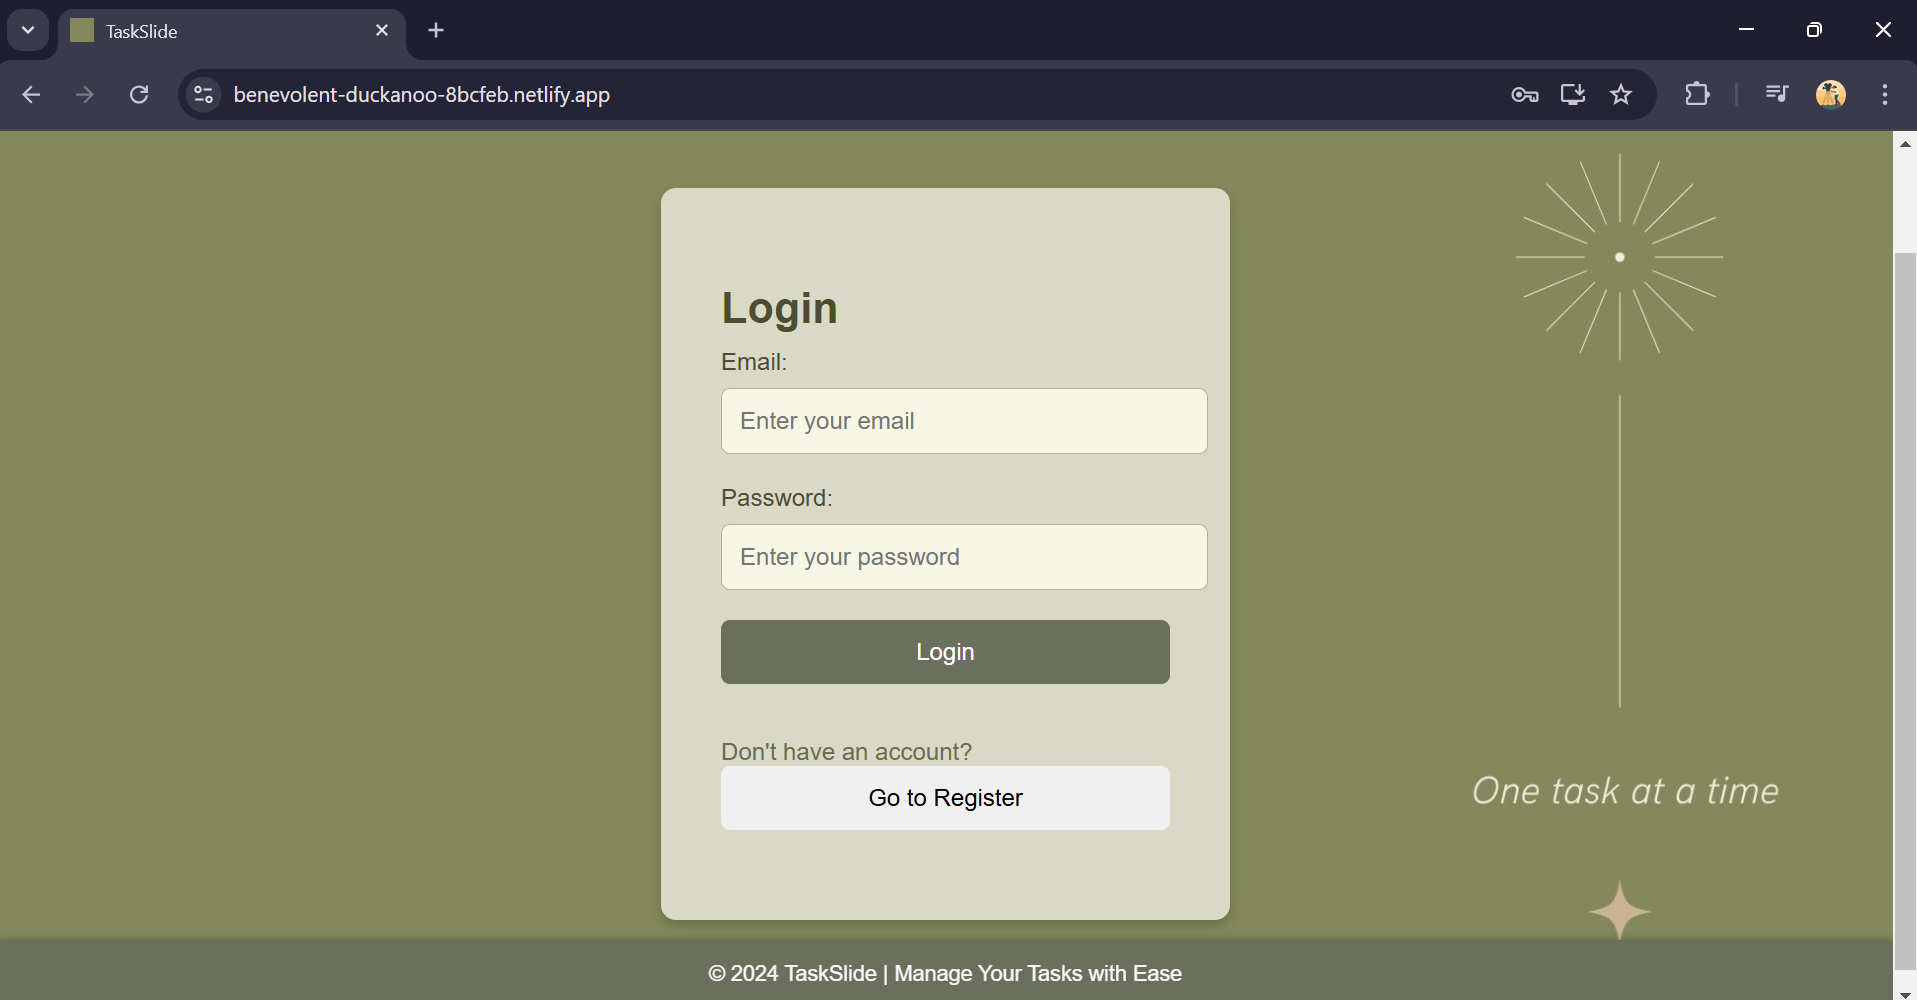 TaskSlide
benevolent-duckanoo-8bcfeb.netlify.app
Login
Email:
Enter your email
Password:
Enter your password
Login
Don't have an account?
Go to Register
One task at a time
© 2024 TaskSlide | Manage Your Tasks with Ease